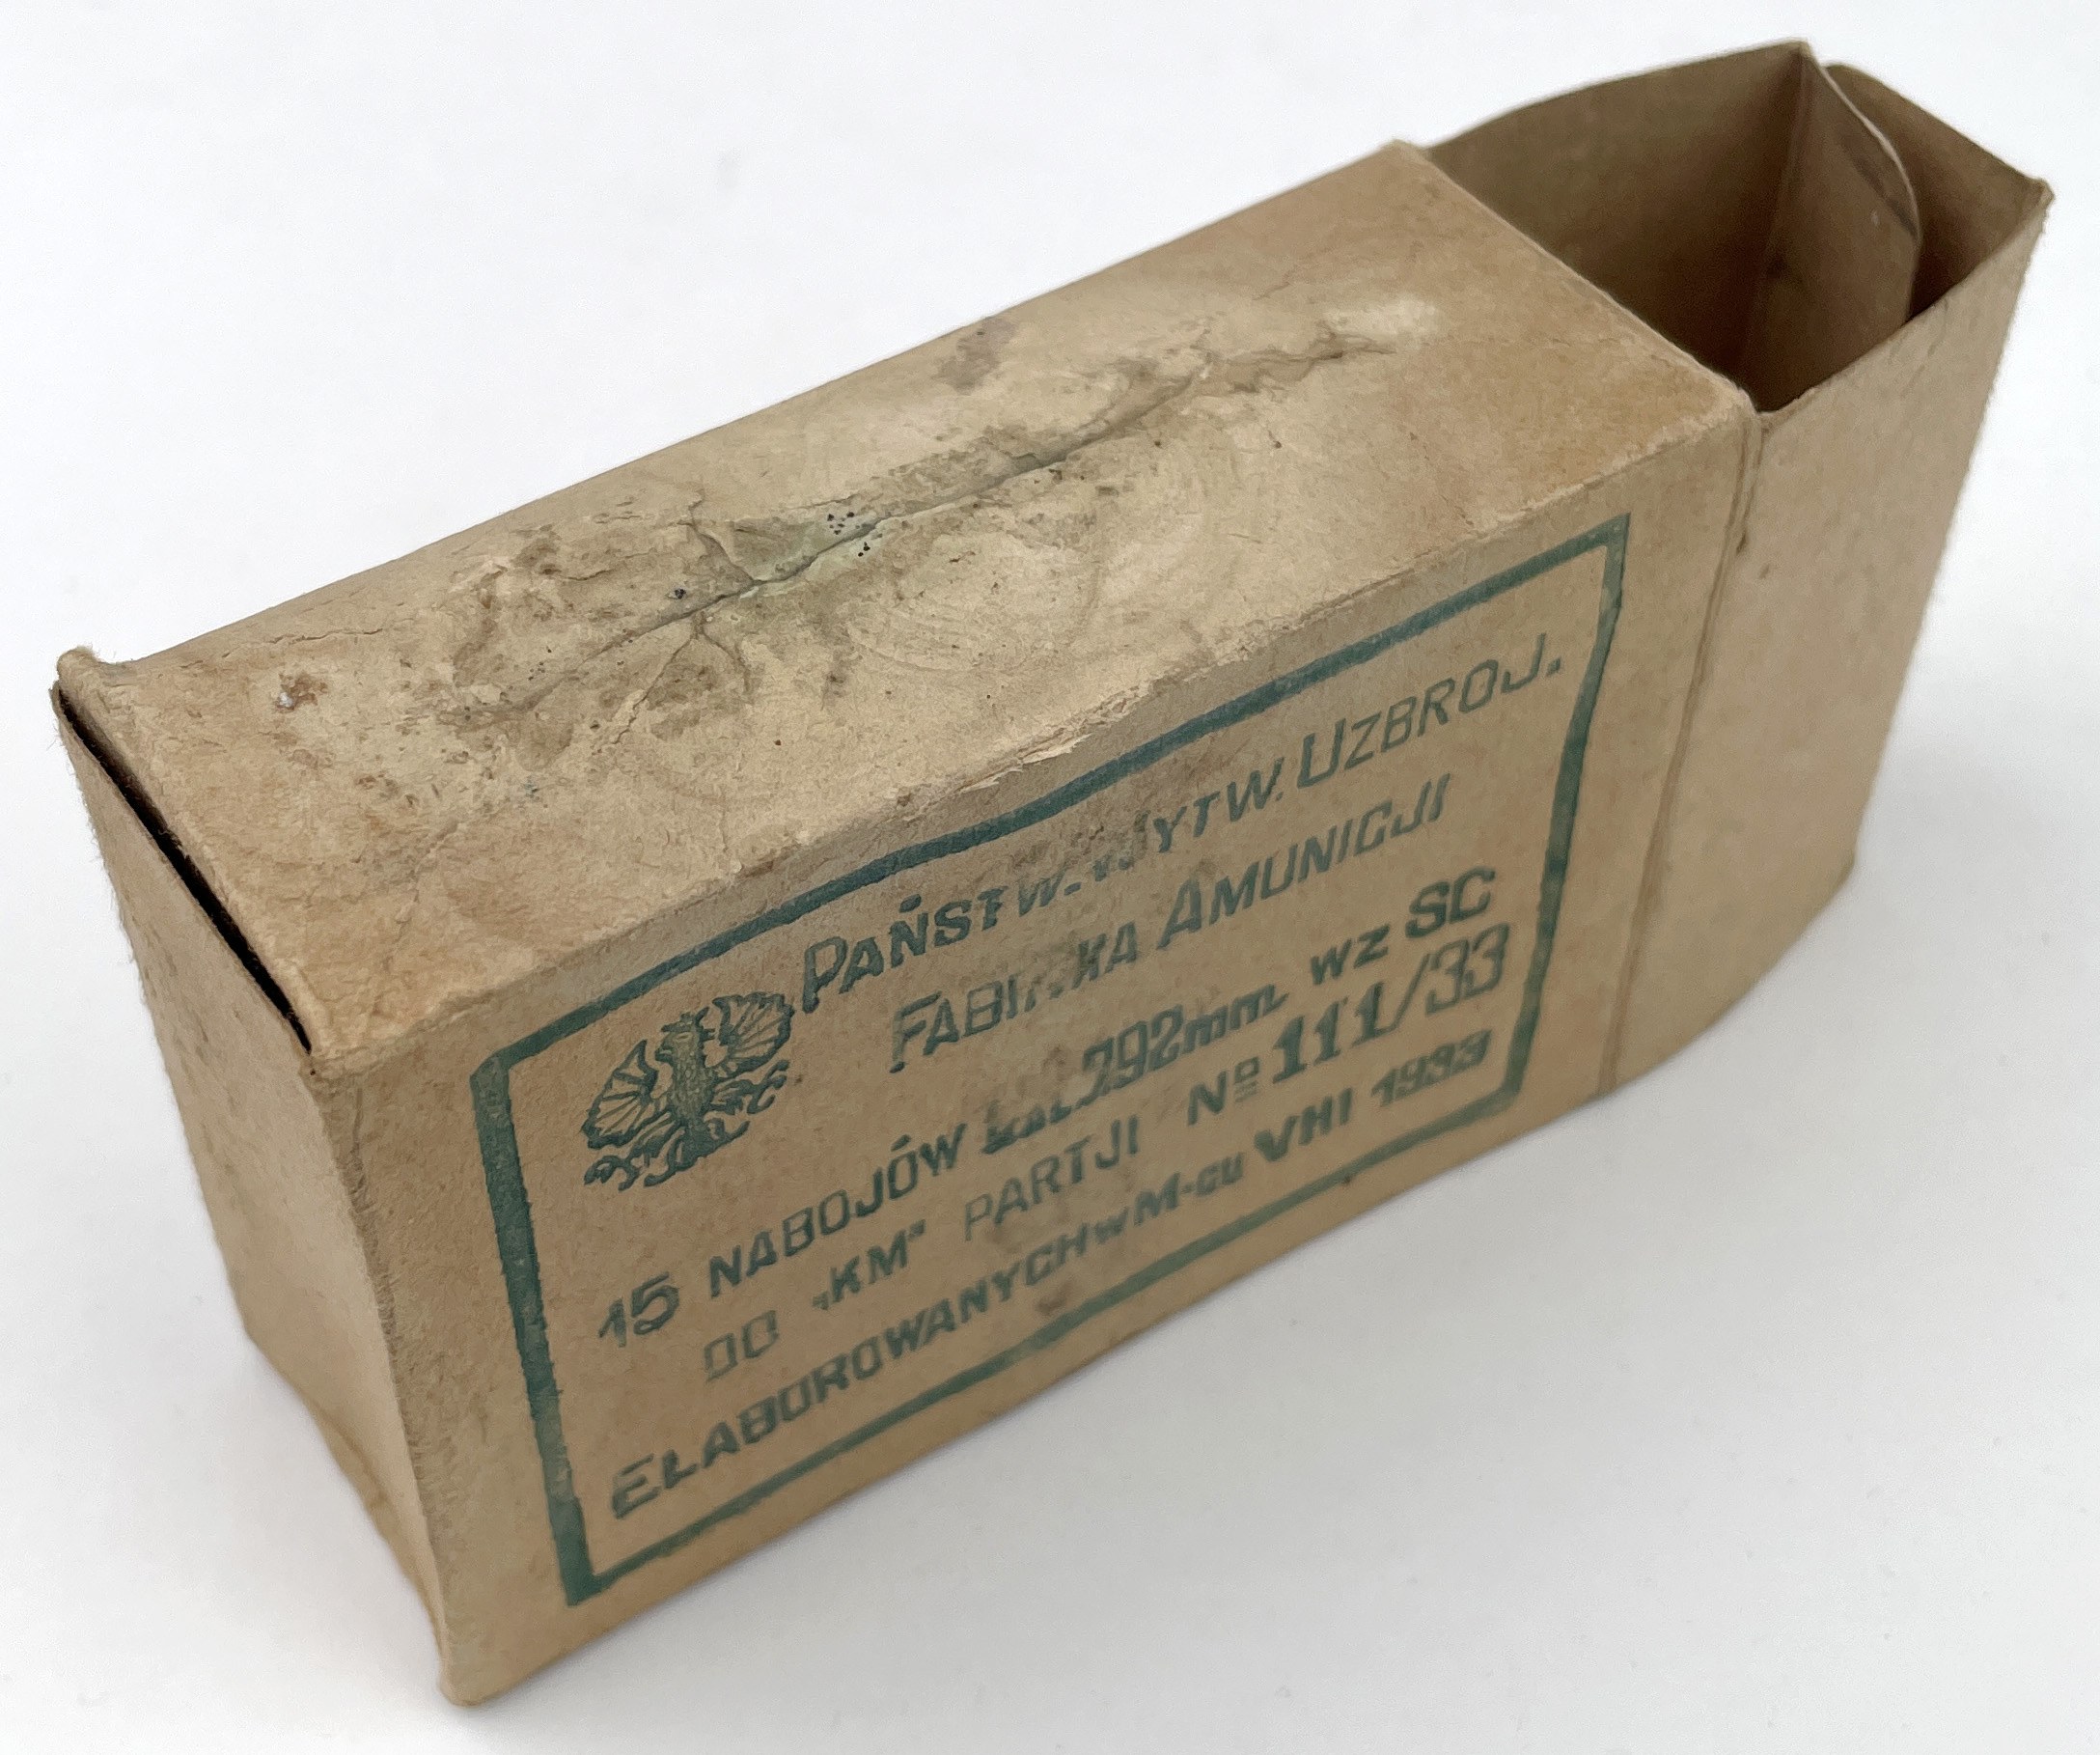 PAŃSTW. WYTW. UZBROJ.
FABRYKA AMUNICJI
15 NABOJÓW kal. 7.92mm wz SC
DO „KM" PARTJI Nº 111/33
ELABOROWANYCH w M-cu VIII 1933